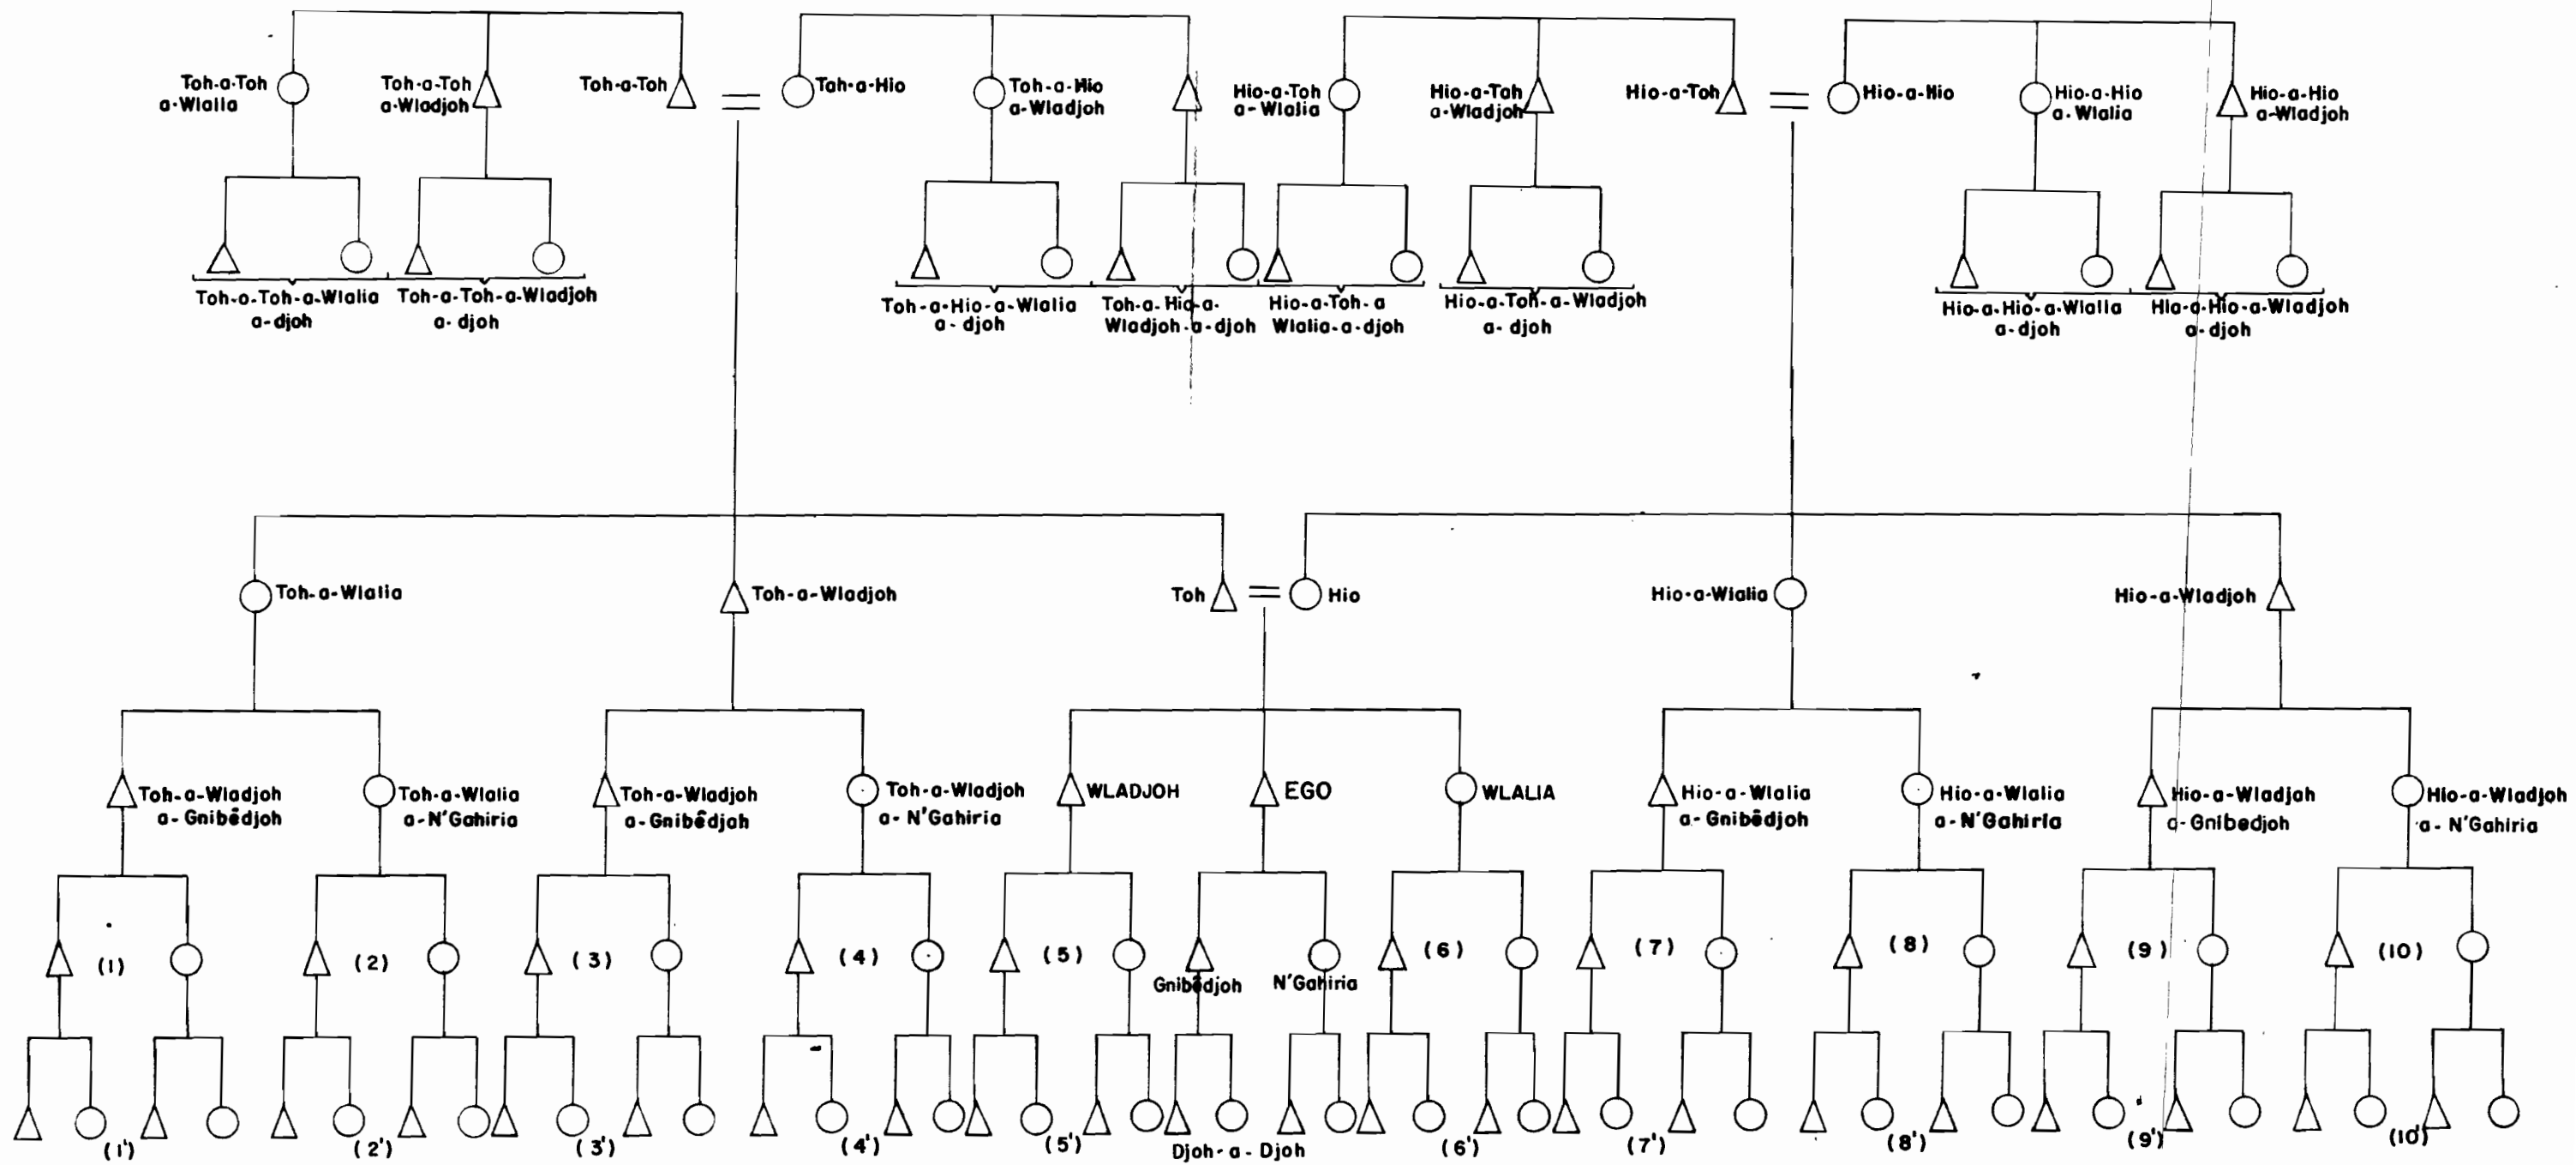 Toh-a-Toh
a-Wlalia
Toh-a-Toh
a-Wladjoh
Toh-a-Toh
Toh-a-Hio
Toh-a-Hio
a-Wladjoh
Hio-a-Toh
a-Wlalia
Hio-a-Toh
a-Wladjoh
Hio-a-Toh
Hio-a-Hio
Hio-a-Hio
a-Wlalia
Hio-a-Hio
a-Wladjoh
Toh-a-Toh-a-Wlalia
a-djoh
Toh-a-Toh-a-Wladjoh
a-djoh
Toh-a-Hio-a-Wlalia
a-djoh
Toh-a-Hio-a-
Wladjoh-a-djoh
Hio-a-Toh-a
Wlalia-a-djoh
Hio-a-Toh-a-Wladjoh
a-djoh
Hio-a-Hio-a-Wlalia
a-djoh
Hia-a-Hio-a-Wladjoh
a-djoh
Toh-a-Wlalia
Toh-a-Wladjoh
Toh
Hio
Hio-a-Wlalia
Hio-a-Wladjoh
Toh-a-Wladjoh
a-Gnibêdjoh
Toh-a-Wlalia
a-N'Gahiria
Toh-a-Wladjoh
a-Gnibêdjoh
Toh-a-Wladjoh
a-N'Gahiria
WLADJOH
EGO
WLALIA
Hio-a-Wlalia
a-Gnibêdjoh
Hio-a-Wlalia
a-N'Gahiria
Hio-a-Wladjoh
a-Gnibedjoh
Hio-a-Wladjoh
a-N'Gahiria
(1)
(2)
(3)
(4)
(5)
Gnibêdjoh
N'Gahiria
(6)
(7)
(8)
(9)
(10)
(1')
(2')
(3')
(4')
(5')
Djoh-a-Djoh
(6')
(7')
(8')
(9')
(10')